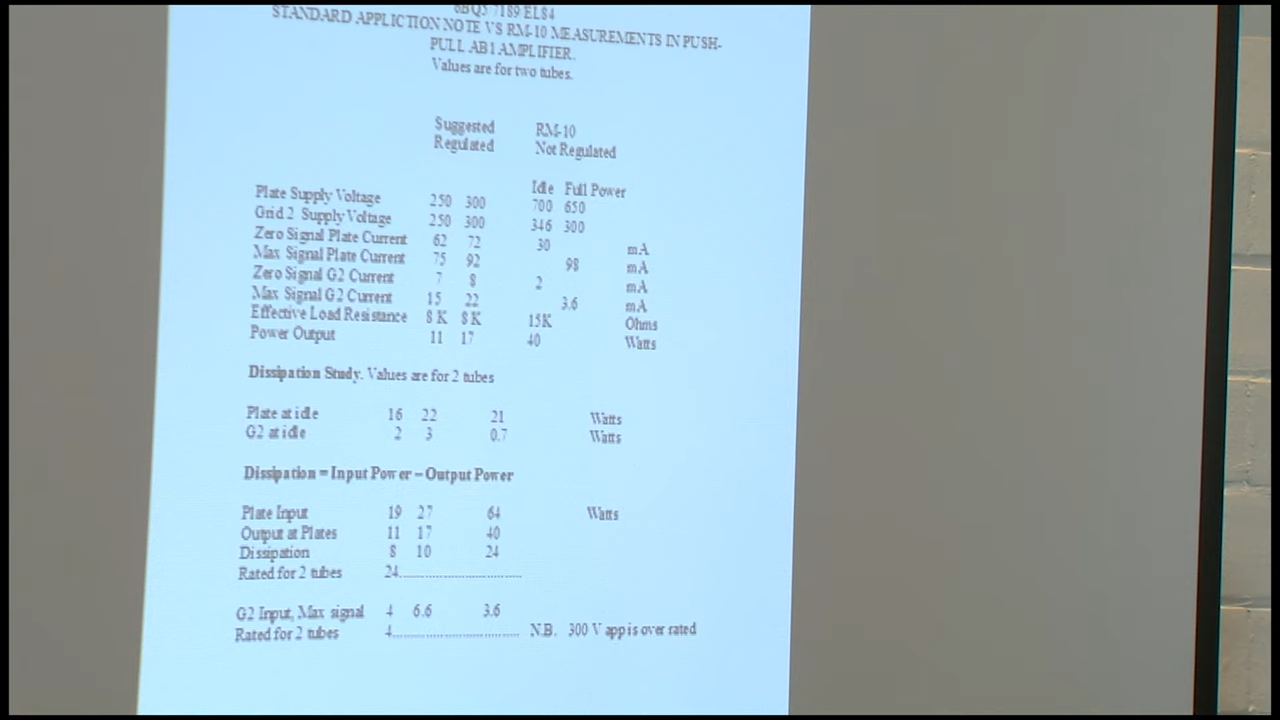 6BQ5 7189 EL84
STANDARD APPLICTION NOTE VS RM-10 MEASUREMENTS IN PUSH-
PULL AB1 AMPLIFIER.
Values are for two tubes.
Suggested RM-10
Regulated Not Regulated
Idle Full Power
Plate Supply Voltage 250 300 700 650
Grid 2 Supply Voltage 250 300 346 300
Zero Signal Plate Current 62 72 30 mA
Max Signal Plate Current 75 92 98 mA
Zero Signal G2 Current 7 8 2 mA
Max Signal G2 Current 15 22 3.6 mA
Effective Load Resistance 8 K 8 K 15K Ohms
Power Output 11 17 40 Watts
Dissipation Study. Values are for 2 tubes
Plate at idle 16 22 21 Watts
G2 at idle 2 3 0.7 Watts
Dissipation = Input Power – Output Power
Plate Input 19 27 64 Watts
Output at Plates 11 17 40
Dissipation 8 10 24
Rated for 2 tubes 24..............................
G2 Input, Max signal 4 6.6 3.6
Rated for 2 tubes 4.............................. N.B. 300 V app is over rated